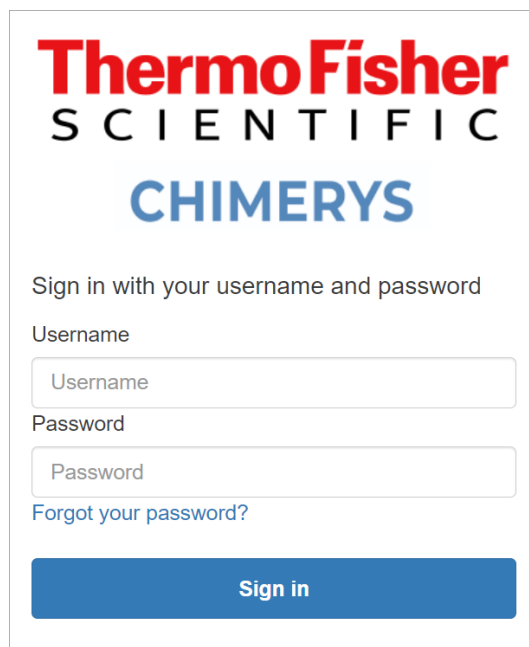 ThermoFisher
SCIENTIFIC
CHIMERYS
Sign in with your username and password
Username
Username
Password
Password
Forgot your password?
Sign in